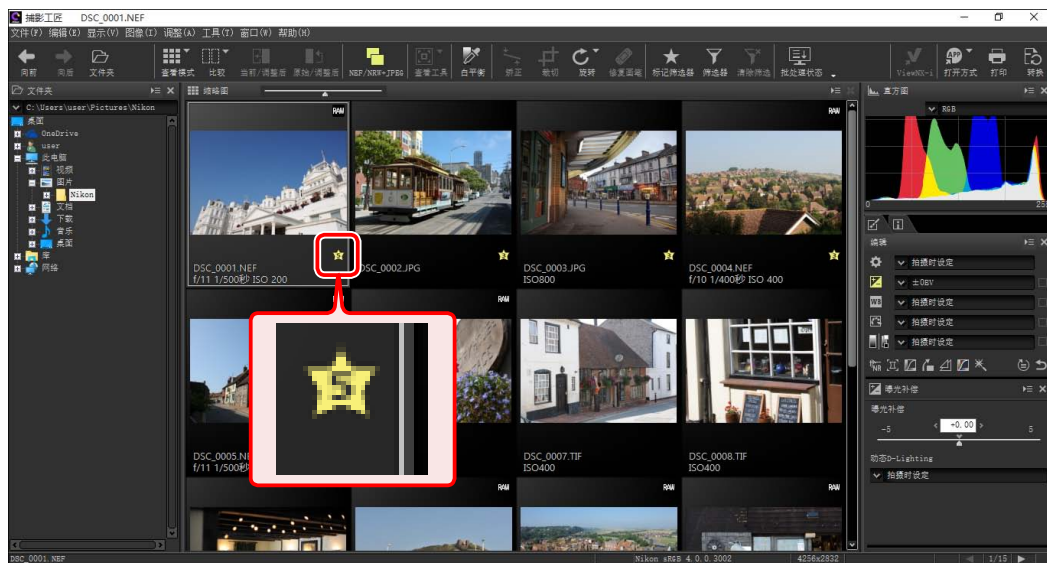 捕影工匠 DSC_0001.NEF
文件(F) 编辑(E) 显示(V) 图像(I) 调整(A) 工具(T) 窗口(W) 帮助(H)
向前 向后 文件夹 查看模式 比较 当前/调整后 原始/调整后 NEF/NRW+JPEG 查看工具 白平衡 矫正 裁切 旋转 修复画笔 标记筛选器 筛选器 清除筛选 批处理状态 ViewNX-i 打开方式 打印 转换
文件夹
C:\Users\user\Pictures\Nikon
桌面
OneDrive
user
此电脑
视频
图片
Nikon
文档
下载
音乐
桌面
库
网络
缩略图
RAW
RAW
DSC_0001.NEF
f/11 1/500秒 ISO 200
DSC_0002.JPG
DSC_0003.JPG
ISO800
DSC_0004.NEF
f/10 1/400秒 ISO 400
RAW
5
DSC_0005.NE
f/11 1/500秒
DSC_0007.TIF
ISO400
DSC_0008.TIF
ISO400
RAW
RAW
RAW
直方图
RGB
0
255
编辑
拍摄时设定
±0EV
WB 拍摄时设定
拍摄时设定
拍摄时设定
NR
曝光补偿
曝光补偿
-5 +0.00 5
动态D-Lighting
拍摄时设定
DSC_0001.NEF
Nikon sRGB 4.0.0.3002
4256x2832
1/15